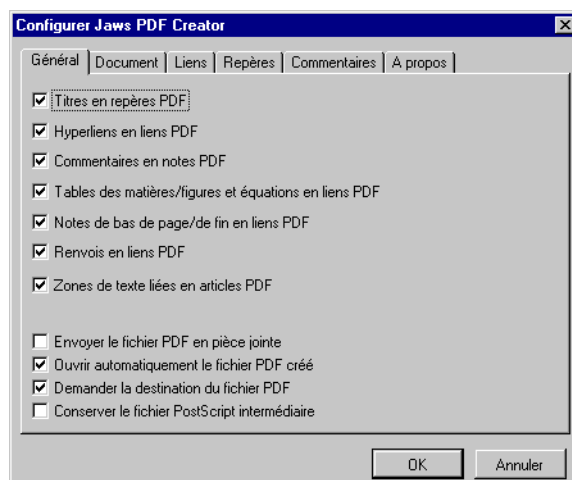 Configurer Jaws PDF Creator
Général Document Liens Repères Commentaires A propos
Titres en repères PDF
Hyperliens en liens PDF
Commentaires en notes PDF
Tables des matières/figures et équations en liens PDF
Notes de bas de page/de fin en liens PDF
Renvois en liens PDF
Zones de texte liées en articles PDF
Envoyer le fichier PDF en pièce jointe
Ouvrir automatiquement le fichier PDF créé
Demander la destination du fichier PDF
Conserver le fichier PostScript intermédiaire
OK Annuler